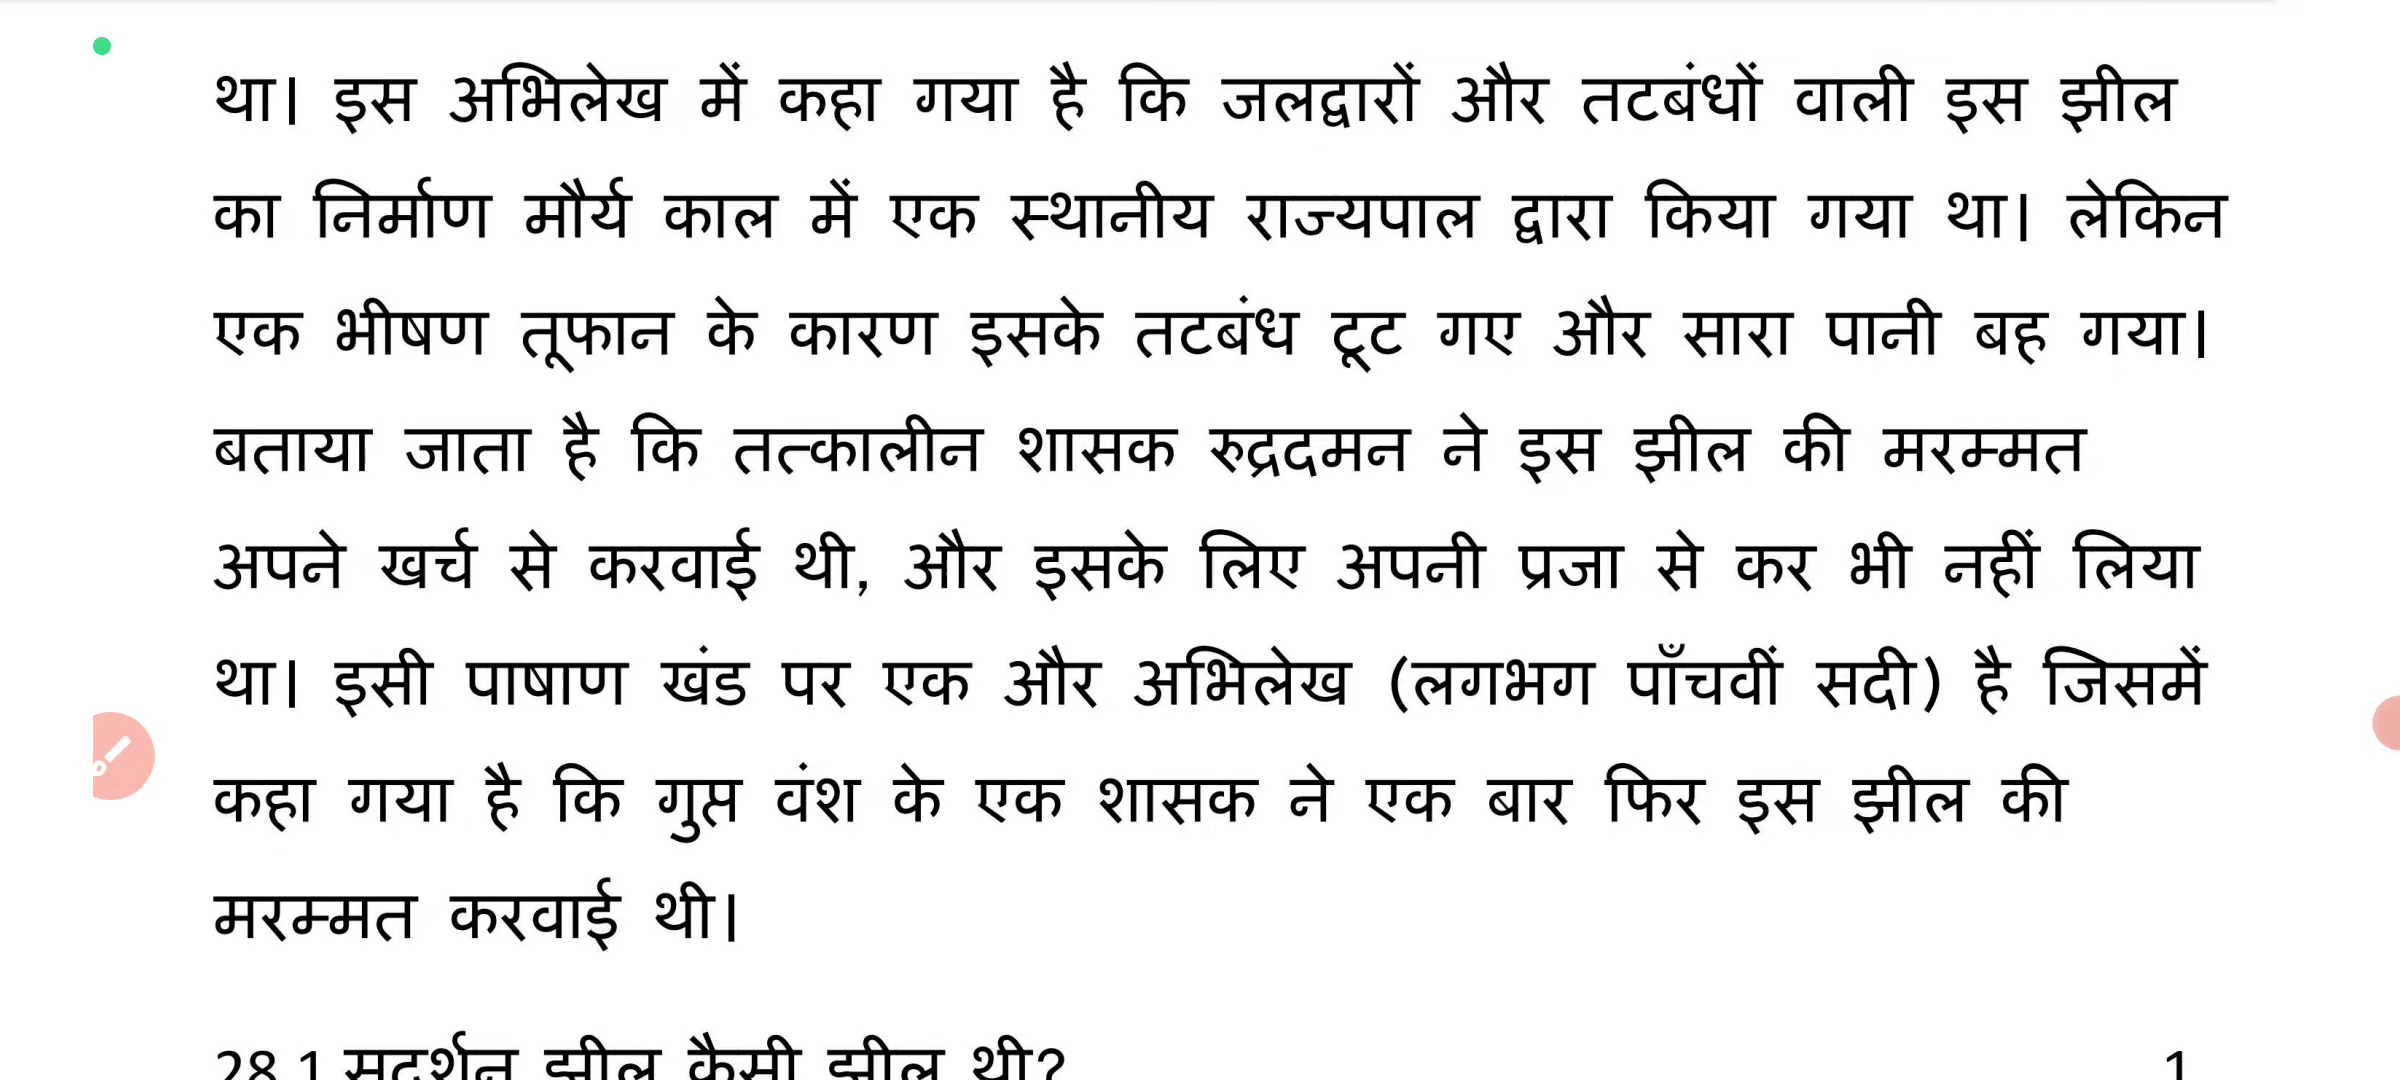 था। इस अभिलेख में कहा गया है कि जलद्वारों और तटबंधों वाली इस झील
का निर्माण मौर्य काल में एक स्थानीय राज्यपाल द्वारा किया गया था। लेकिन
एक भीषण तूफान के कारण इसके तटबंध टूट गए और सारा पानी बह गया।
बताया जाता है कि तत्कालीन शासक रुद्रदमन ने इस झील की मरम्मत
अपने खर्च से करवाई थी, और इसके लिए अपनी प्रजा से कर भी नहीं लिया
था। इसी पाषाण खंड पर एक और अभिलेख (लगभग पाँचवीं सदी) है जिसमें
कहा गया है कि गुप्त वंश के एक शासक ने एक बार फिर इस झील की
मरम्मत करवाई थी।
28.1 सुदर्शन झील कैसी झील थी? 1